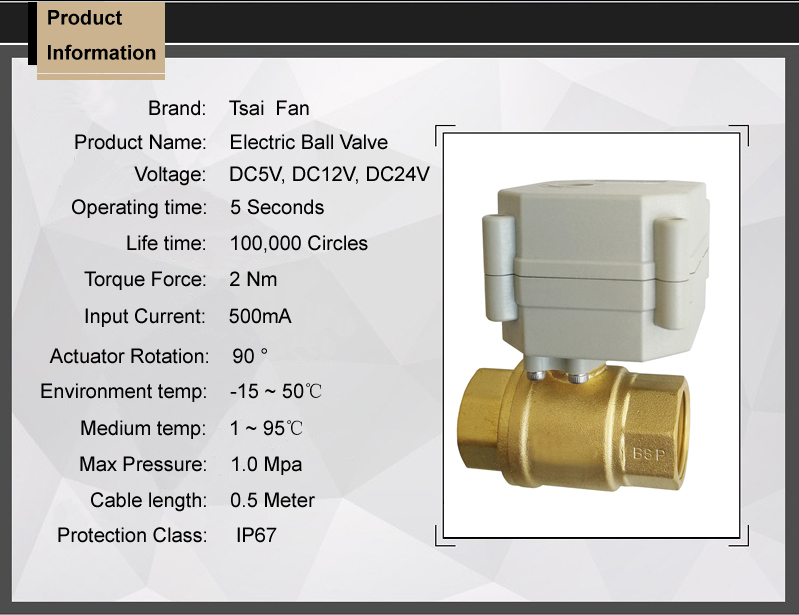 Product
Information
Brand: Tsai Fan
Product Name: Electric Ball Valve
Voltage: DC5V, DC12V, DC24V
Operating time: 5 Seconds
Life time: 100,000 Circles
Torque Force: 2 Nm
Input Current: 500mA
Actuator Rotation: 90 °
Environment temp: -15 ~ 50℃
Medium temp: 1 ~ 95℃
Max Pressure: 1.0 Mpa
Cable length: 0.5 Meter
Protection Class: IP67
BSP